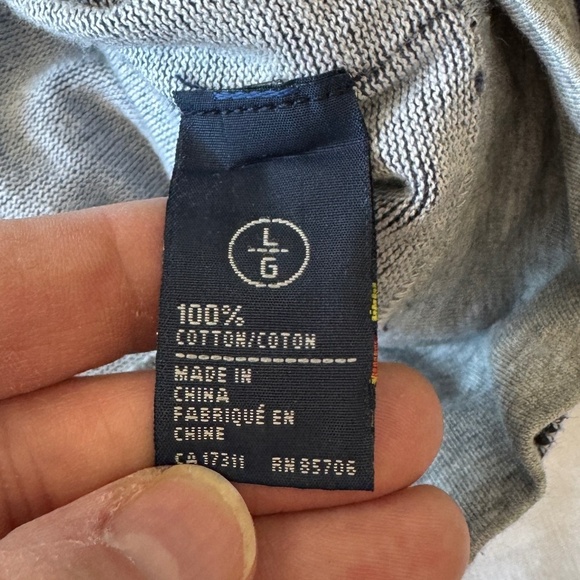 L
G
100%
COTTON/COTON
MADE IN
CHINA
FABRIQUÉ EN
CHINE
CA 17311 RN 85706